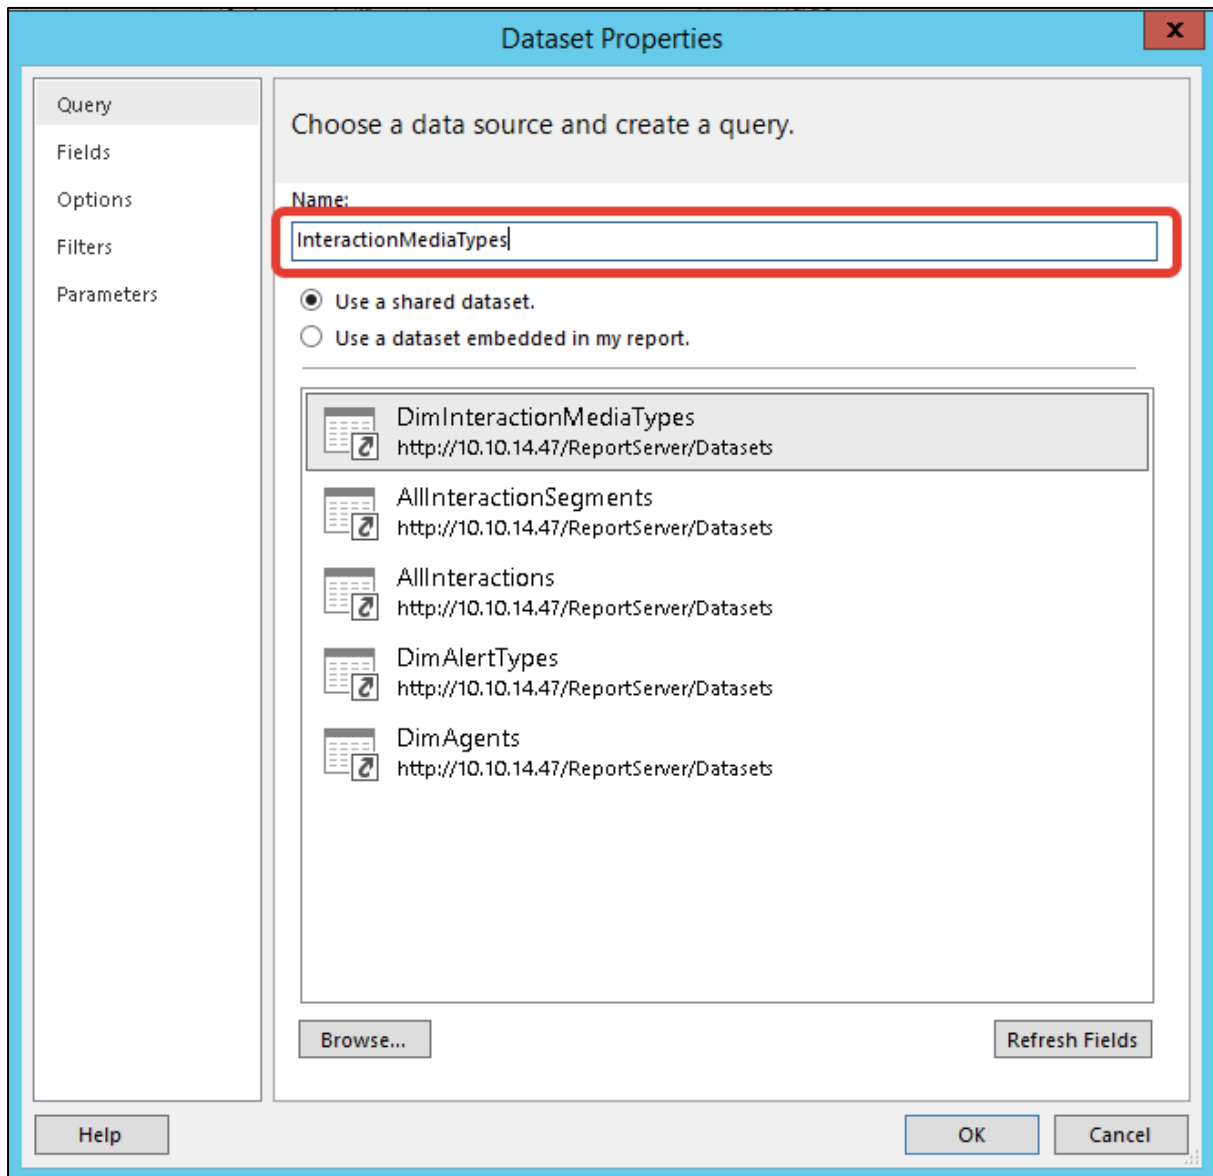 Dataset Properties
X
Query
Fields
Options
Filters
Parameters
Choose a data source and create a query.
Name:
InteractionMediaTypes
Use a shared dataset.
Use a dataset embedded in my report.
DimInteractionMediaTypes
http://10.10.14.47/ReportServer/Datasets
AllInteractionSegments
http://10.10.14.47/ReportServer/Datasets
AllInteractions
http://10.10.14.47/ReportServer/Datasets
DimAlertTypes
http://10.10.14.47/ReportServer/Datasets
DimAgents
http://10.10.14.47/ReportServer/Datasets
Browse...
Refresh Fields
Help
OK
Cancel